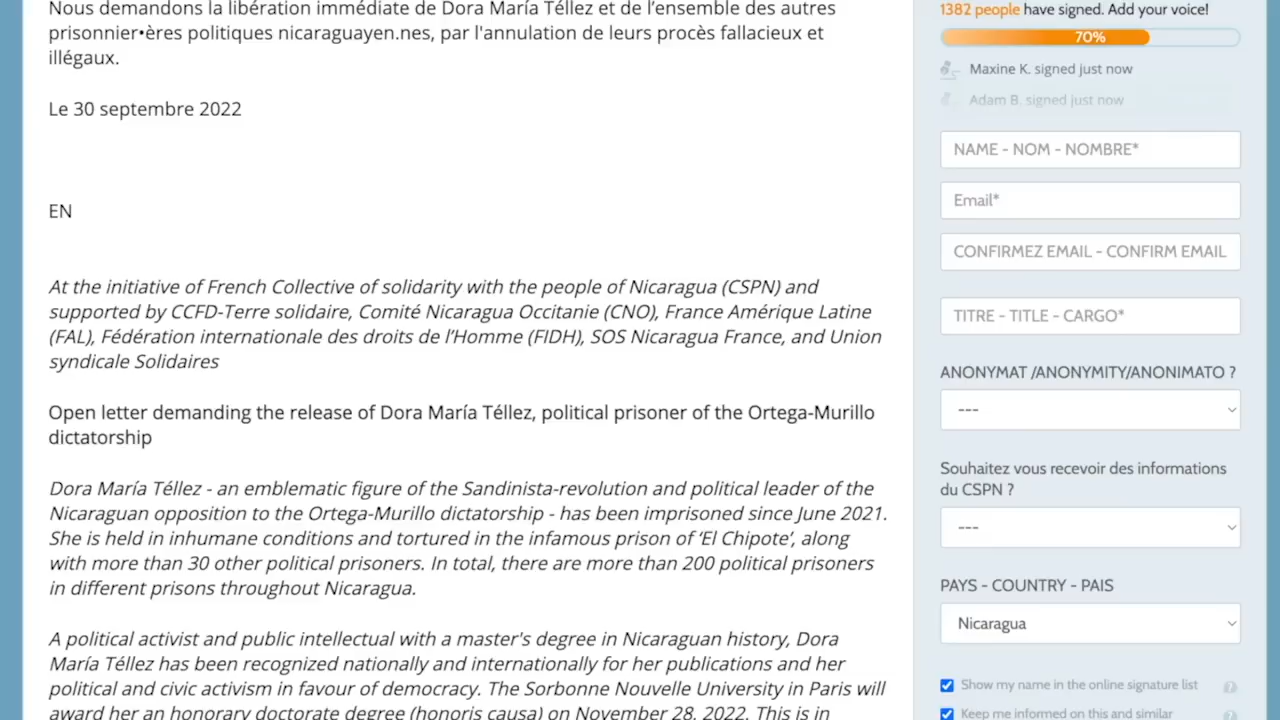 Nous demandons la libération immédiate de Dora María Téllez et de l’ensemble des autres
prisonnier•ères politiques nicaraguayen.nes, par l'annulation de leurs procès fallacieux et
illégaux.
Le 30 septembre 2022
EN
At the initiative of French Collective of solidarity with the people of Nicaragua (CSPN) and
supported by CCFD-Terre solidaire, Comité Nicaragua Occitanie (CNO), France Amérique Latine
(FAL), Fédération internationale des droits de l’Homme (FIDH), SOS Nicaragua France, and Union
syndicale Solidaires
Open letter demanding the release of Dora María Téllez, political prisoner of the Ortega-Murillo
dictatorship
Dora María Téllez - an emblematic figure of the Sandinista-revolution and political leader of the
Nicaraguan opposition to the Ortega-Murillo dictatorship - has been imprisoned since June 2021.
She is held in inhumane conditions and tortured in the infamous prison of ‘El Chipote’, along
with more than 30 other political prisoners. In total, there are more than 200 political prisoners
in different prisons throughout Nicaragua.
A political activist and public intellectual with a master's degree in Nicaraguan history, Dora
María Téllez has been recognized nationally and internationally for her publications and her
political and civic activism in favour of democracy. The Sorbonne Nouvelle University in Paris will
award her an honorary doctorate degree (honoris causa) on November 28, 2022. This is in
1382 people have signed. Add your voice!
70%
Maxine K. signed just now
Adam B. signed just now
NAME - NOM - NOMBRE*
Email*
CONFIRMEZ EMAIL - CONFIRM EMAIL
TITRE - TITLE - CARGO*
ANONYMAT /ANONYMITY/ANONIMATO ?
---
Souhaitez vous recevoir des informations
du CSPN ?
---
PAYS - COUNTRY - PAIS
Nicaragua
Show my name in the online signature list
?
Keep me informed on this and similar
?